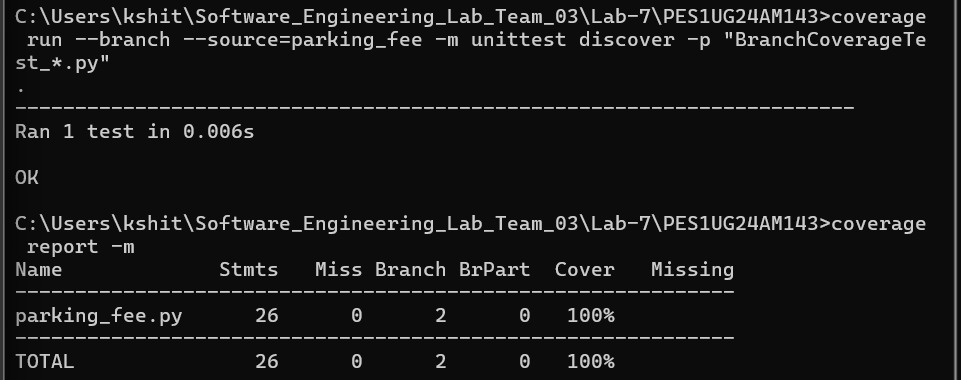 C:\Users\kshit\Software_Engineering_Lab_Team_03\Lab-7\PES1UG24AM143>coverage
 run --branch --source=parking_fee -m unittest discover -p "BranchCoverageTe
st_*.py"
.
----------------------------------------------------------------------
Ran 1 test in 0.006s

OK

C:\Users\kshit\Software_Engineering_Lab_Team_03\Lab-7\PES1UG24AM143>coverage
 report -m
Name             Stmts   Miss Branch BrPart  Cover   Missing
------------------------------------------------------------
parking_fee.py      26      0      2      0   100%
------------------------------------------------------------
TOTAL               26      0      2      0   100%